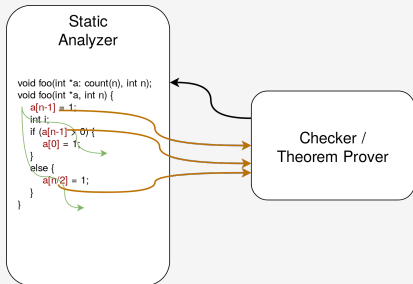 Static
Analyzer
void foo(int *a: count(n), int n);
void foo(int *a, int n) {
a[n-1] = 1;
int i;
if (a[n-1] > 0) {
a[0] = 1;
}
else {
a[n/2] = 1;
}
}
Checker /
Theorem Prover